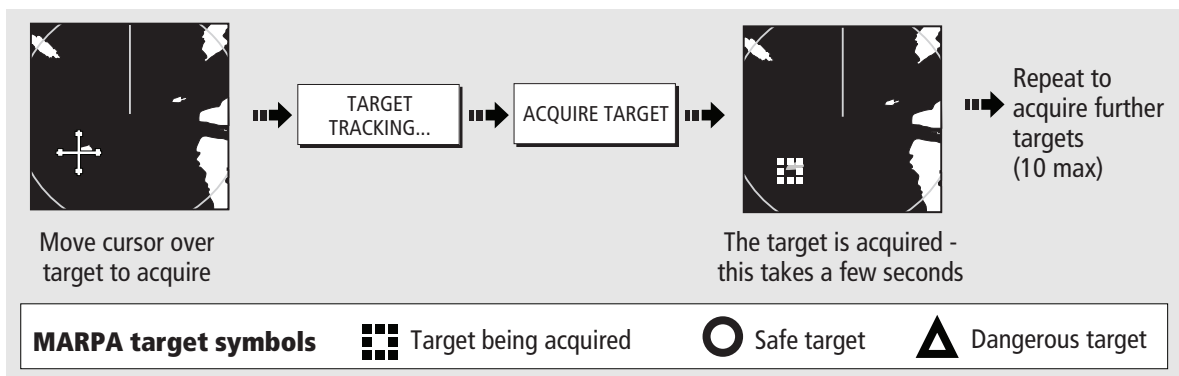 TARGET
TRACKING...
ACQUIRE TARGET
Repeat to
acquire further
targets
(10 max)
Move cursor over
target to acquire
The target is acquired -
this takes a few seconds
MARPA target symbols
Target being acquired
Safe target
Dangerous target